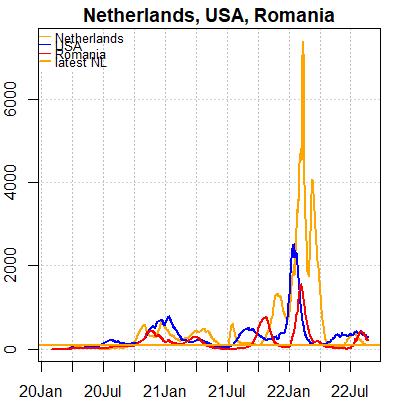 Netherlands, USA, Romania
Netherlands
USA
Romania
latest NL
6000
4000
2000
0
20Jan 20Jul 21Jan 21Jul 22Jan 22Jul